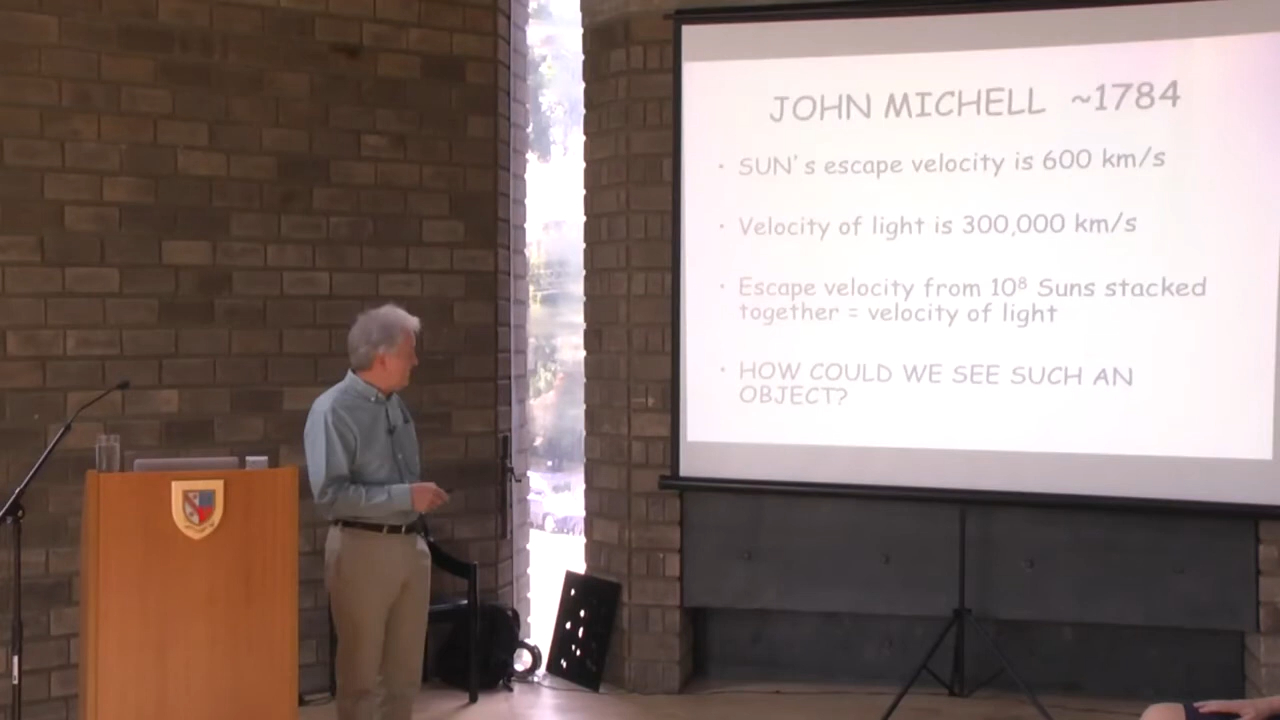 JOHN MICHELL ~1784
• SUN's escape velocity is 600 km/s
• Velocity of light is 300,000 km/s
• Escape velocity from 10⁸ Suns stacked
together = velocity of light
• HOW COULD WE SEE SUCH AN
OBJECT?